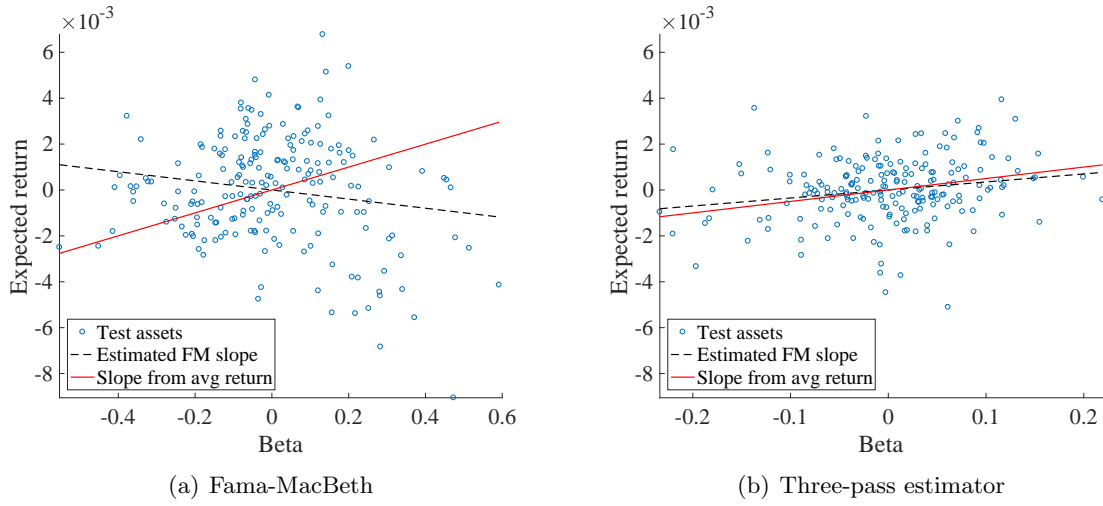 ×10⁻³
6
4
2
0
-2
-4
-6
-8
Expected return
Test assets
Estimated FM slope
Slope from avg return
-0.4 -0.2 0 0.2 0.4 0.6
Beta
(a) Fama-MacBeth
×10⁻³
6
4
2
0
-2
-4
-6
-8
Expected return
Test assets
Estimated FM slope
Slope from avg return
-0.2 -0.1 0 0.1 0.2
Beta
(b) Three-pass estimator